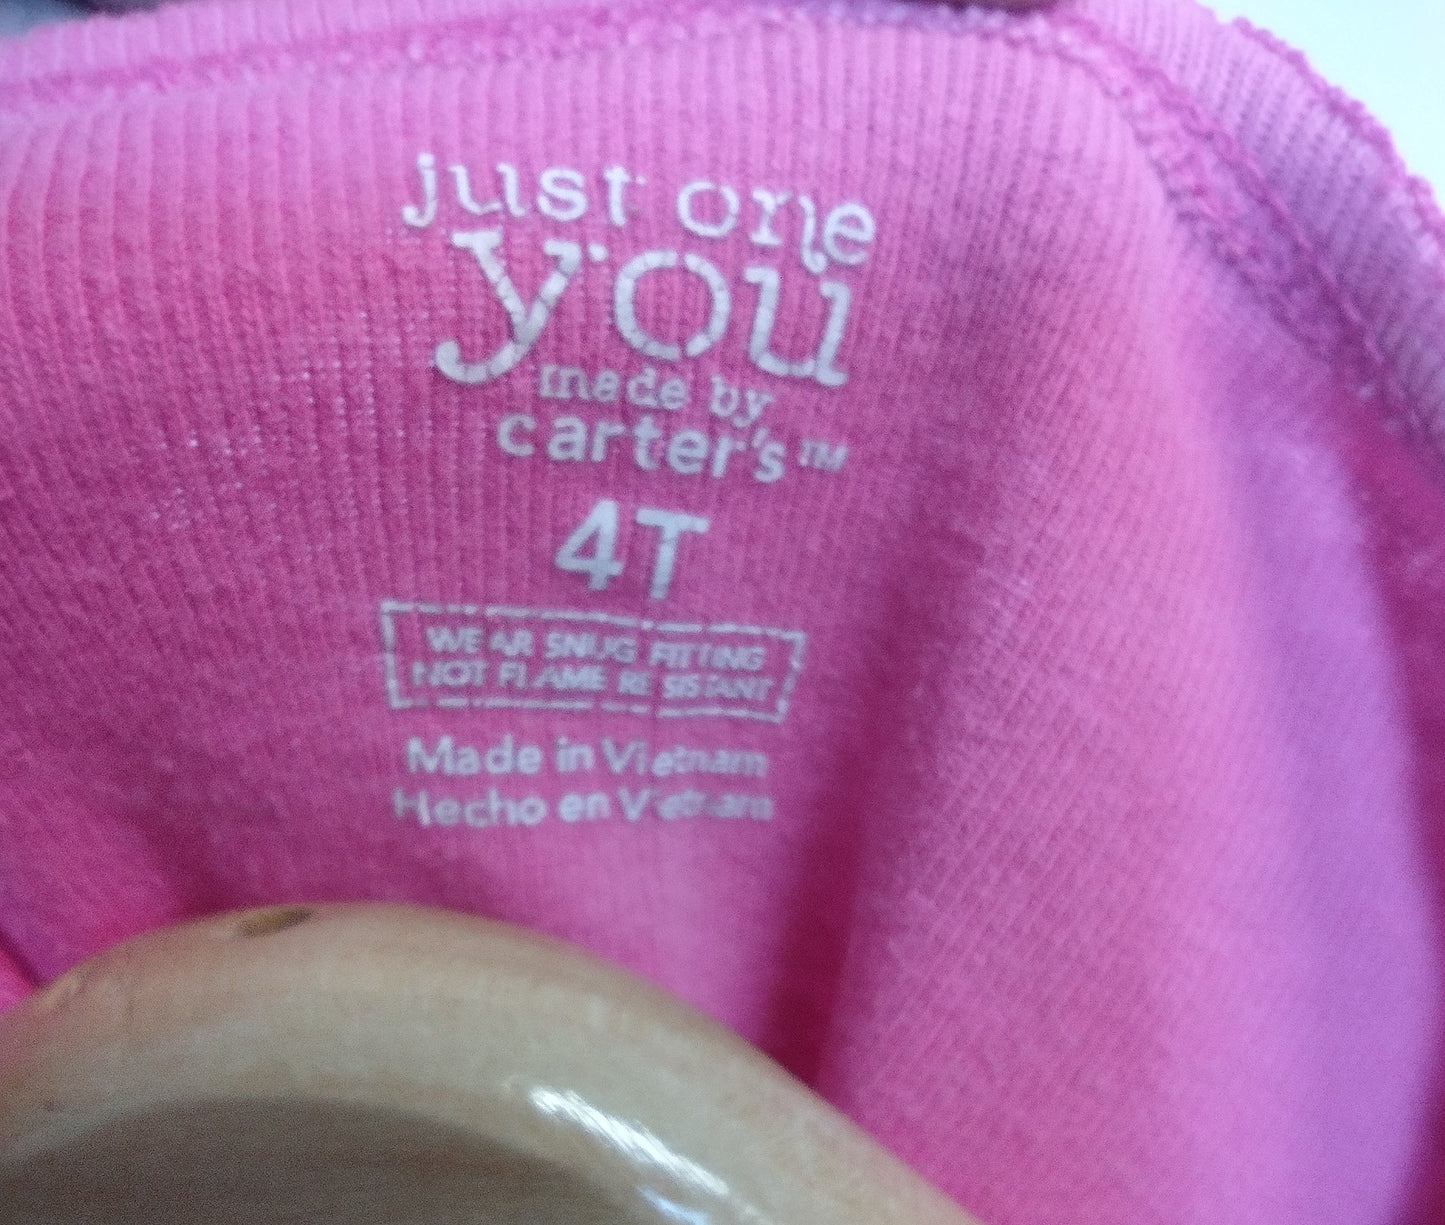 just one
you
made by
carter's™
4T
WEAR SNUG FITTING
NOT FLAME RESISTANT
Made in Vietnam
Hecho en Vietnam